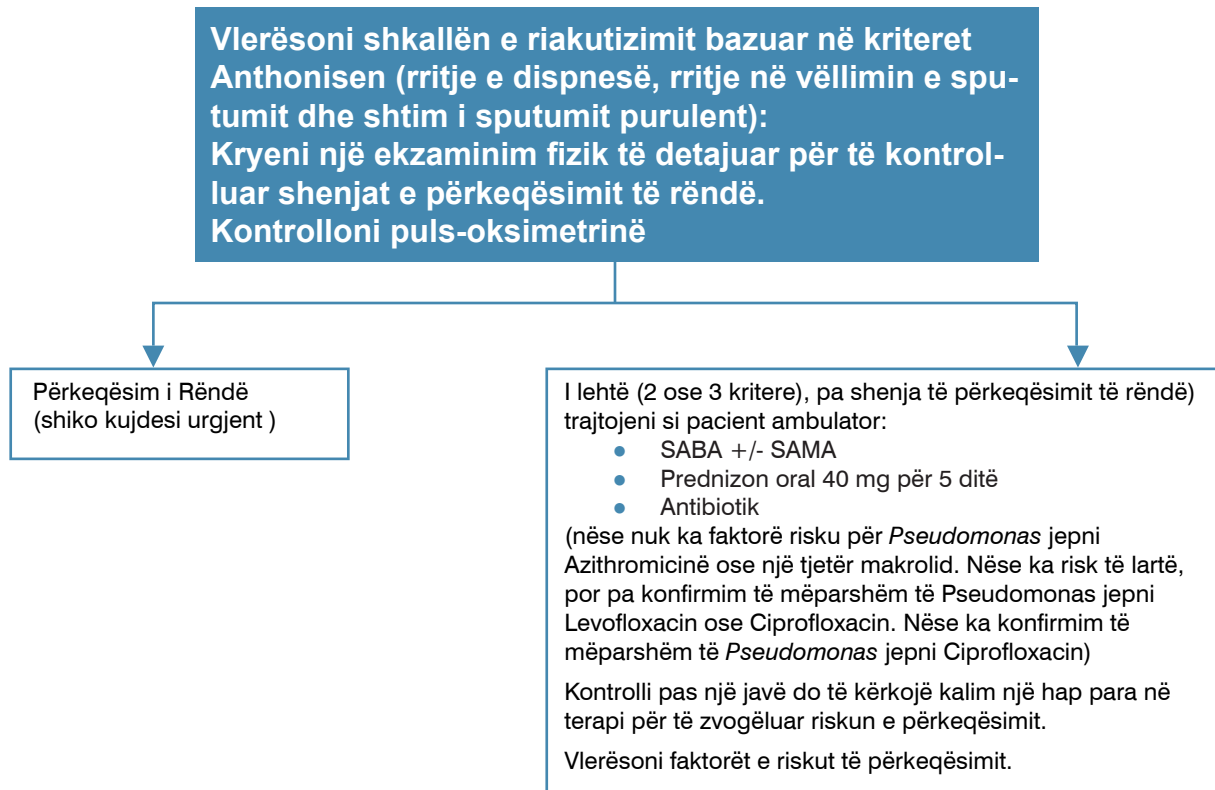 Vlerësoni shkallën e riakutizimit bazuar në kriteret
Anthonisen (rritje e dispnesë, rritje në vëllimin e spu-
tumit dhe shtim i sputumit purulent):
Kryeni një ekzaminim fizik të detajuar për të kontrol-
luar shenjat e përkeqësimit të rëndë.
Kontrolloni puls-oksimetrinë
Përkeqësim i Rëndë
(shiko kujdesi urgjent )
I lehtë (2 ose 3 kritere), pa shenja të përkeqësimit të rëndë)
trajtojeni si pacient ambulator:
● SABA +/- SAMA
● Prednizon oral 40 mg për 5 ditë
● Antibiotik
(nëse nuk ka faktorë risku për Pseudomonas jepni
Azithromicinë ose një tjetër makrolid. Nëse ka risk të lartë,
por pa konfirmim të mëparshëm të Pseudomonas jepni
Levofloxacin ose Ciprofloxacin. Nëse ka konfirmim të
mëparshëm të Pseudomonas jepni Ciprofloxacin)
Kontrolli pas një javë do të kërkojë kalim një hap para në
terapi për të zvogëluar riskun e përkeqësimit.
Vlerësoni faktorët e riskut të përkeqësimit.